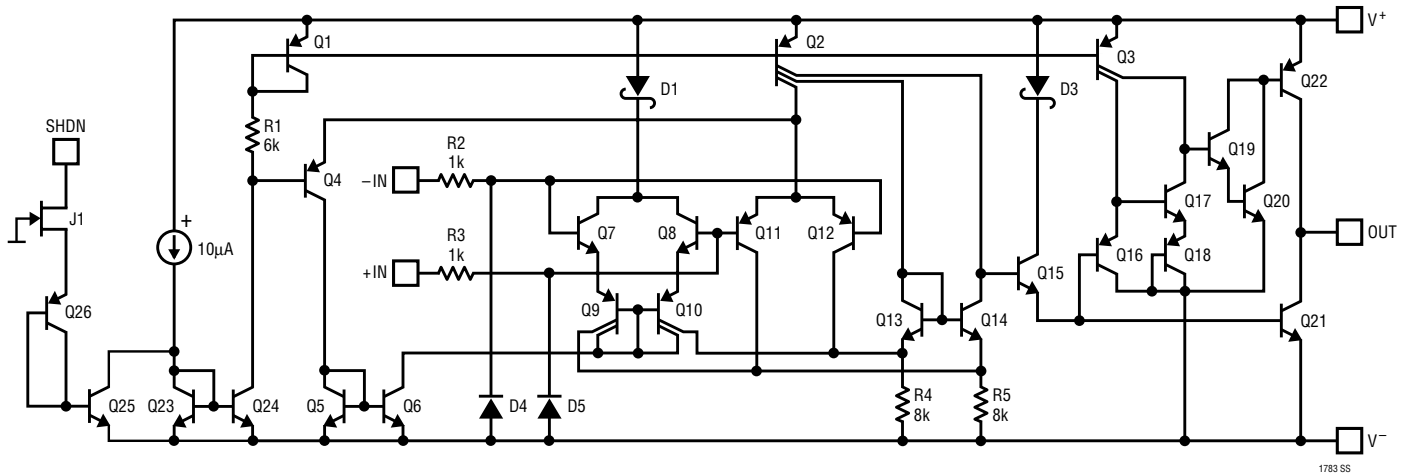 V+
Q1
Q2
Q3
D1
D3
Q22
SHDN
R1
6k
Q19
R2
1k
−IN
Q4
Q17
Q20
J1
+
10µA
Q7
Q8
Q11
Q12
R3
1k
+IN
OUT
Q16
Q18
Q15
Q26
Q9
Q10
Q13
Q14
Q21
Q25
Q23
Q24
Q5
Q6
D4
D5
R4
8k
R5
8k
V−
1783 SS